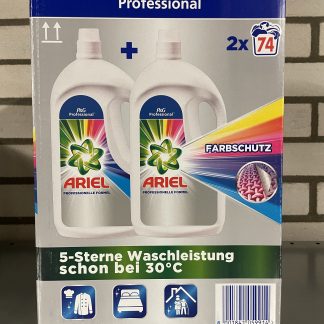 Professional
2x 74
P&G
Professional
P&G
Professional
ARIEL
PROFESSIONELLE FORMEL
ARIEL
PROFESSIONELLE FORMEL
FARBSCHUTZ
5-Sterne Waschleistung
schon bei 30°C